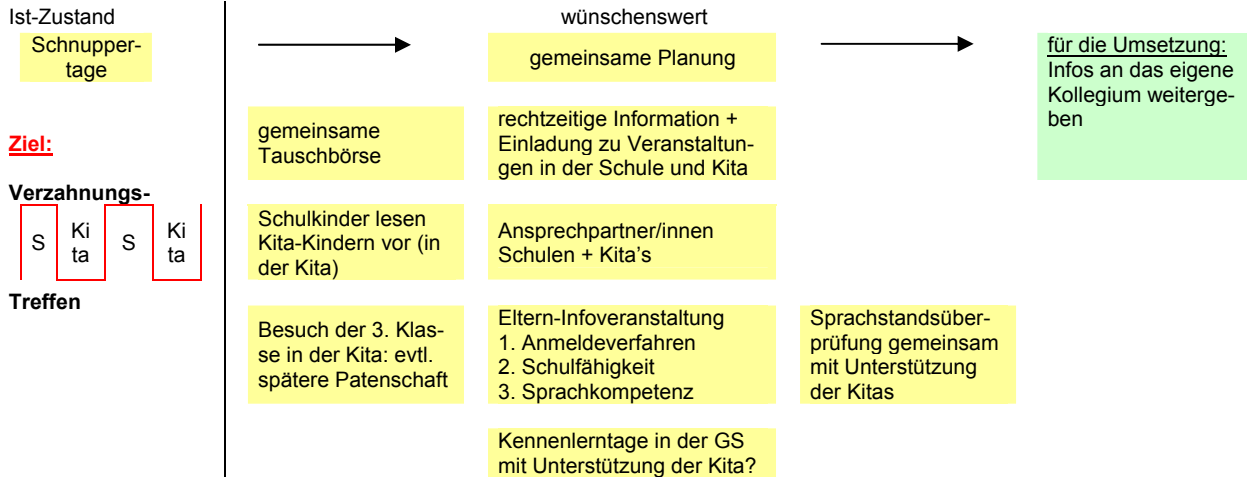 Ist-Zustand
wünschenswert
Schnupper-
tage
gemeinsame Planung
für die Umsetzung:
Infos an das eigene
Kollegium weiterge-
ben
Ziel:
gemeinsame
Tauschbörse
rechtzeitige Information +
Einladung zu Veranstaltun-
gen in der Schule und Kita
Verzahnungs-
S
Ki
ta
S
Ki
ta
Treffen
Schulkinder lesen
Kita-Kindern vor (in
der Kita)
Ansprechpartner/innen
Schulen + Kita’s
Besuch der 3. Klas-
se in der Kita: evtl.
spätere Patenschaft
Eltern-Infoveranstaltung
1. Anmeldeverfahren
2. Schulfähigkeit
3. Sprachkompetenz
Sprachstandsüber-
prüfung gemeinsam
mit Unterstützung
der Kitas
Kennenlerntage in der GS
mit Unterstützung der Kita?